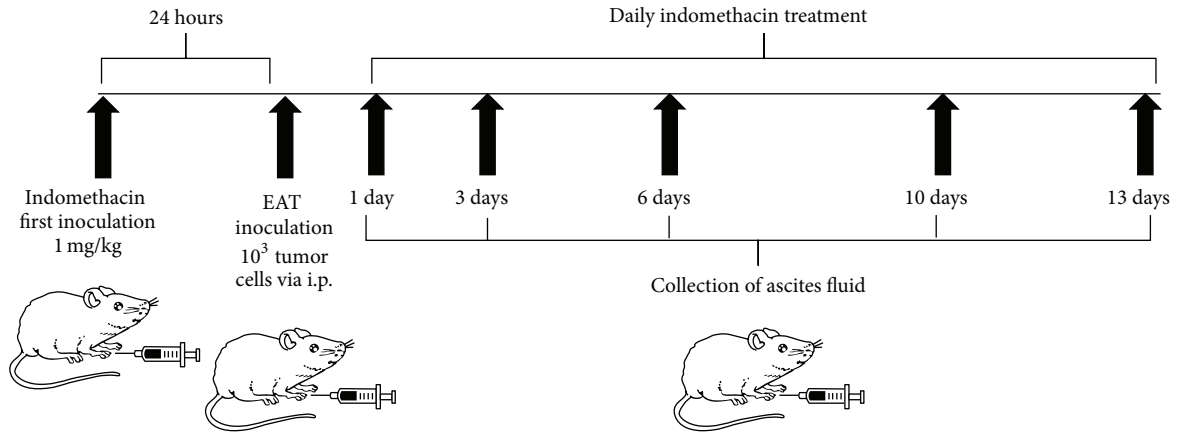 24 hours
Daily indomethacin treatment
Indomethacin
first inoculation
1 mg/kg
EAT
inoculation
10³ tumor
cells via i.p.
1 day
3 days
6 days
10 days
13 days
Collection of ascites fluid